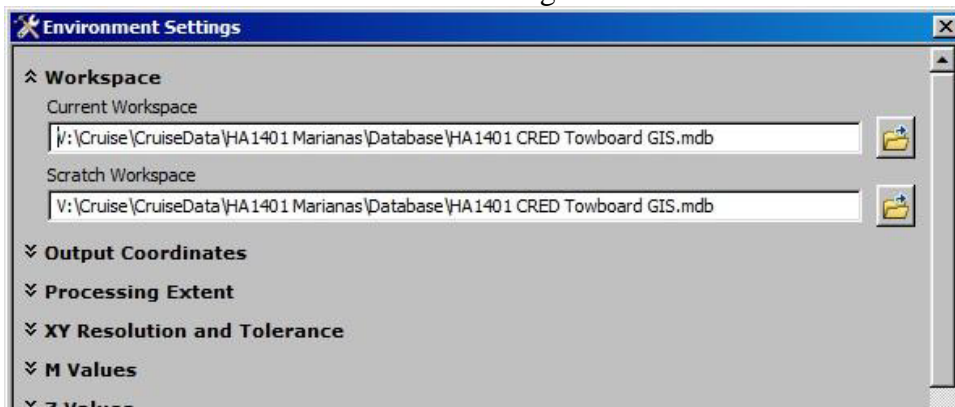 Environment Settings
Workspace
Current Workspace
V:\Cruise\CruiseData\HA1401 Marianas\Database\HA1401 CRED Towboard GIS.mdb
Scratch Workspace
V:\Cruise\CruiseData\HA1401 Marianas\Database\HA1401 CRED Towboard GIS.mdb
Output Coordinates
Processing Extent
XY Resolution and Tolerance
M Values
Z Values